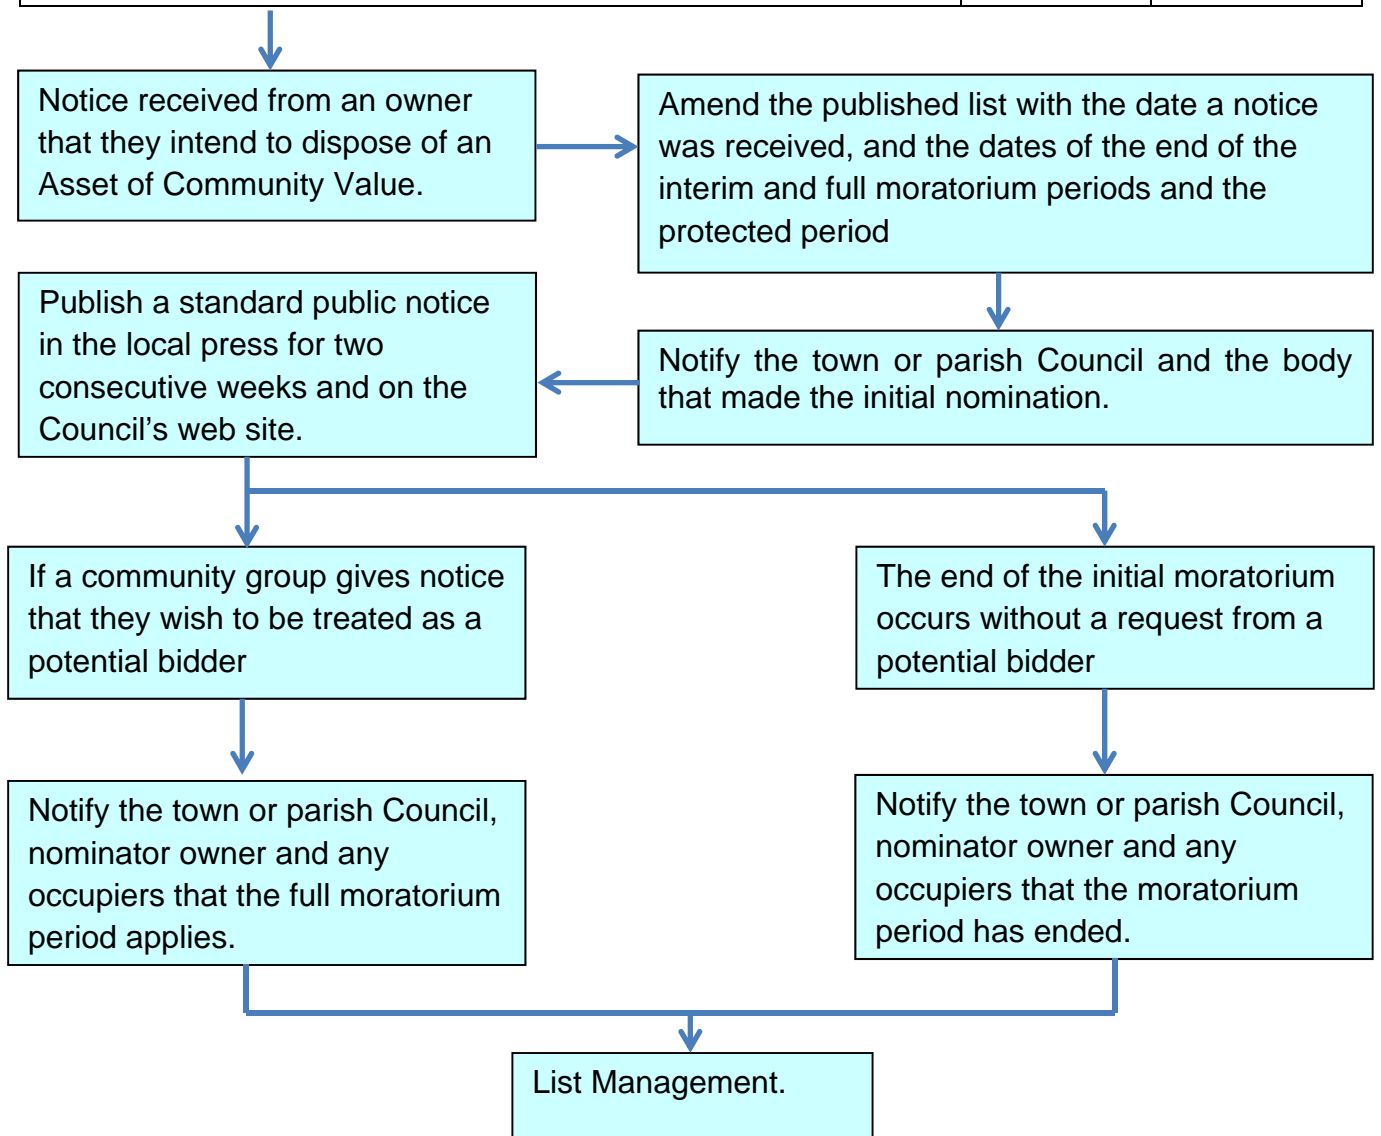 Notice received from an owner
that they intend to dispose of an
Asset of Community Value.
Amend the published list with the date a notice
was received, and the dates of the end of the
interim and full moratorium periods and the
protected period
Notify the town or parish Council and the body
that made the initial nomination.
Publish a standard public notice
in the local press for two
consecutive weeks and on the
Council’s web site.
If a community group gives notice
that they wish to be treated as a
potential bidder
The end of the initial moratorium
occurs without a request from a
potential bidder
Notify the town or parish Council,
nominator owner and any
occupiers that the full moratorium
period applies.
Notify the town or parish Council,
nominator owner and any
occupiers that the moratorium
period has ended.
List Management.